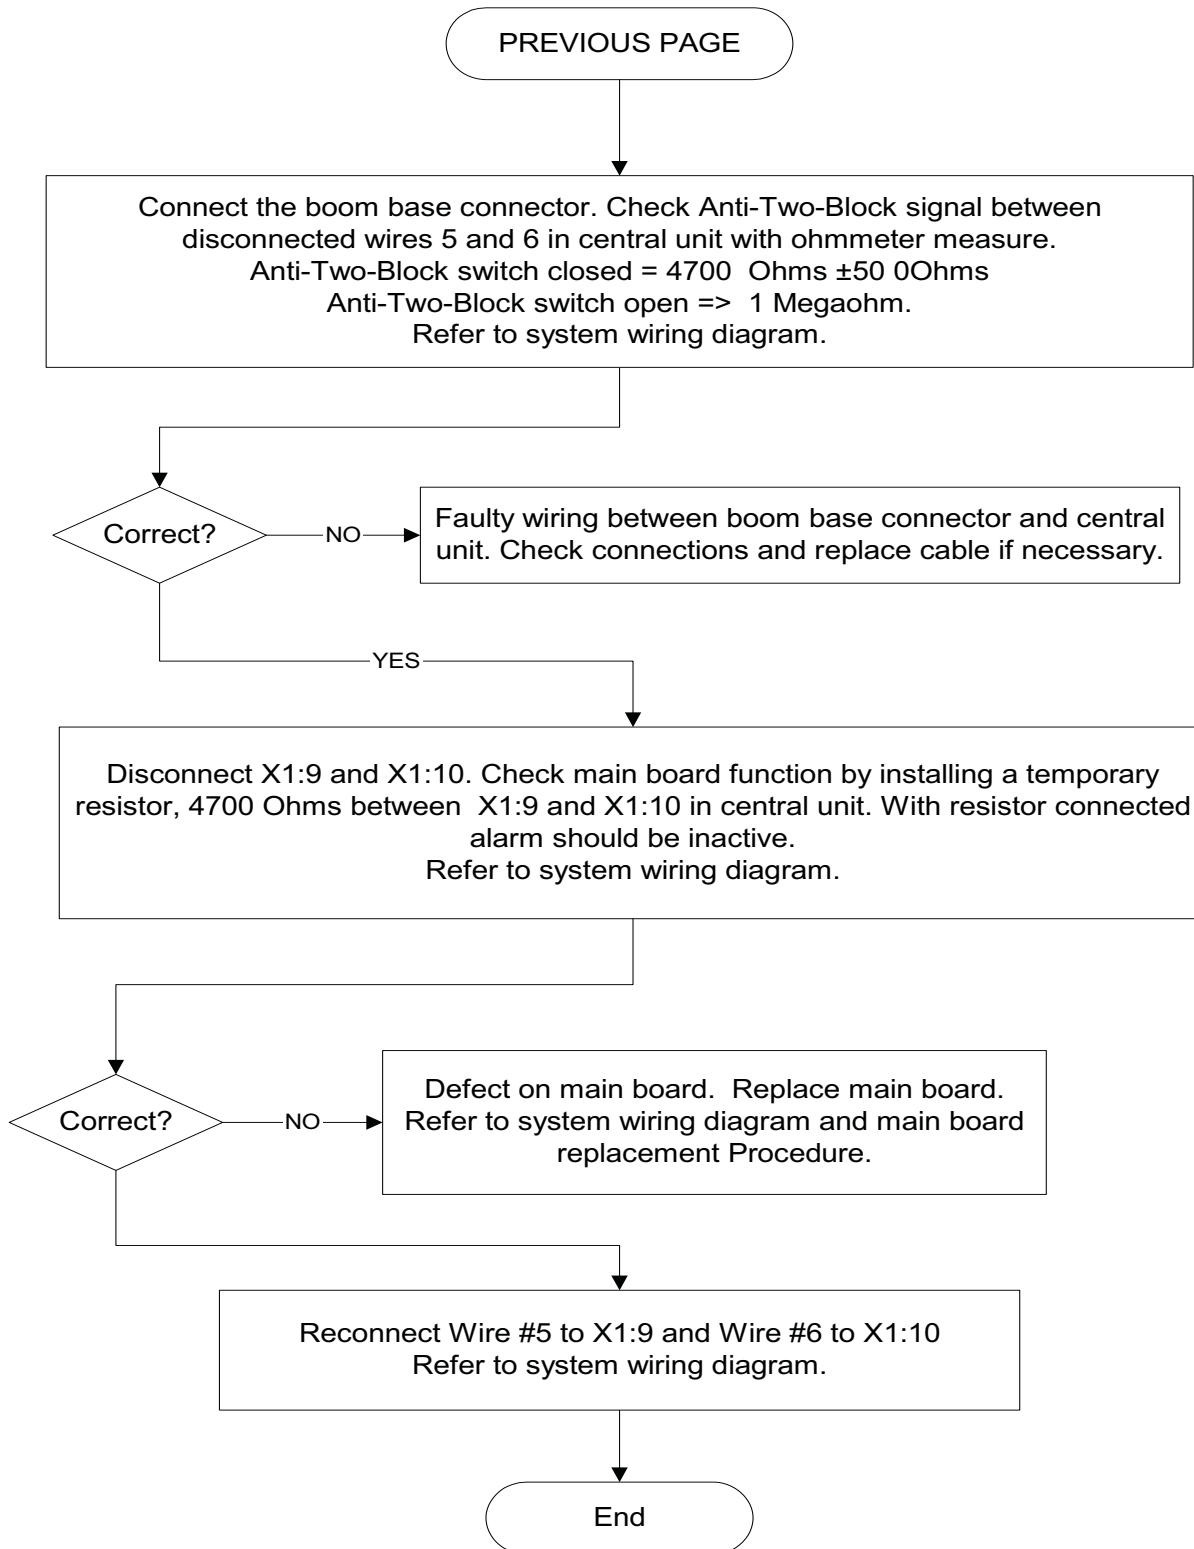 PREVIOUS PAGE
Connect the boom base connector. Check Anti-Two-Block signal between
disconnected wires 5 and 6 in central unit with ohmmeter measure.
Anti-Two-Block switch closed = 4700 Ohms ±50 0Ohms
Anti-Two-Block switch open => 1 Megaohm.
Refer to system wiring diagram.
Correct?
NO
Faulty wiring between boom base connector and central
unit. Check connections and replace cable if necessary.
YES
Disconnect X1:9 and X1:10. Check main board function by installing a temporary
resistor, 4700 Ohms between X1:9 and X1:10 in central unit. With resistor connected
alarm should be inactive.
Refer to system wiring diagram.
Correct?
NO
Defect on main board. Replace main board.
Refer to system wiring diagram and main board
replacement Procedure.
Reconnect Wire #5 to X1:9 and Wire #6 to X1:10
Refer to system wiring diagram.
End